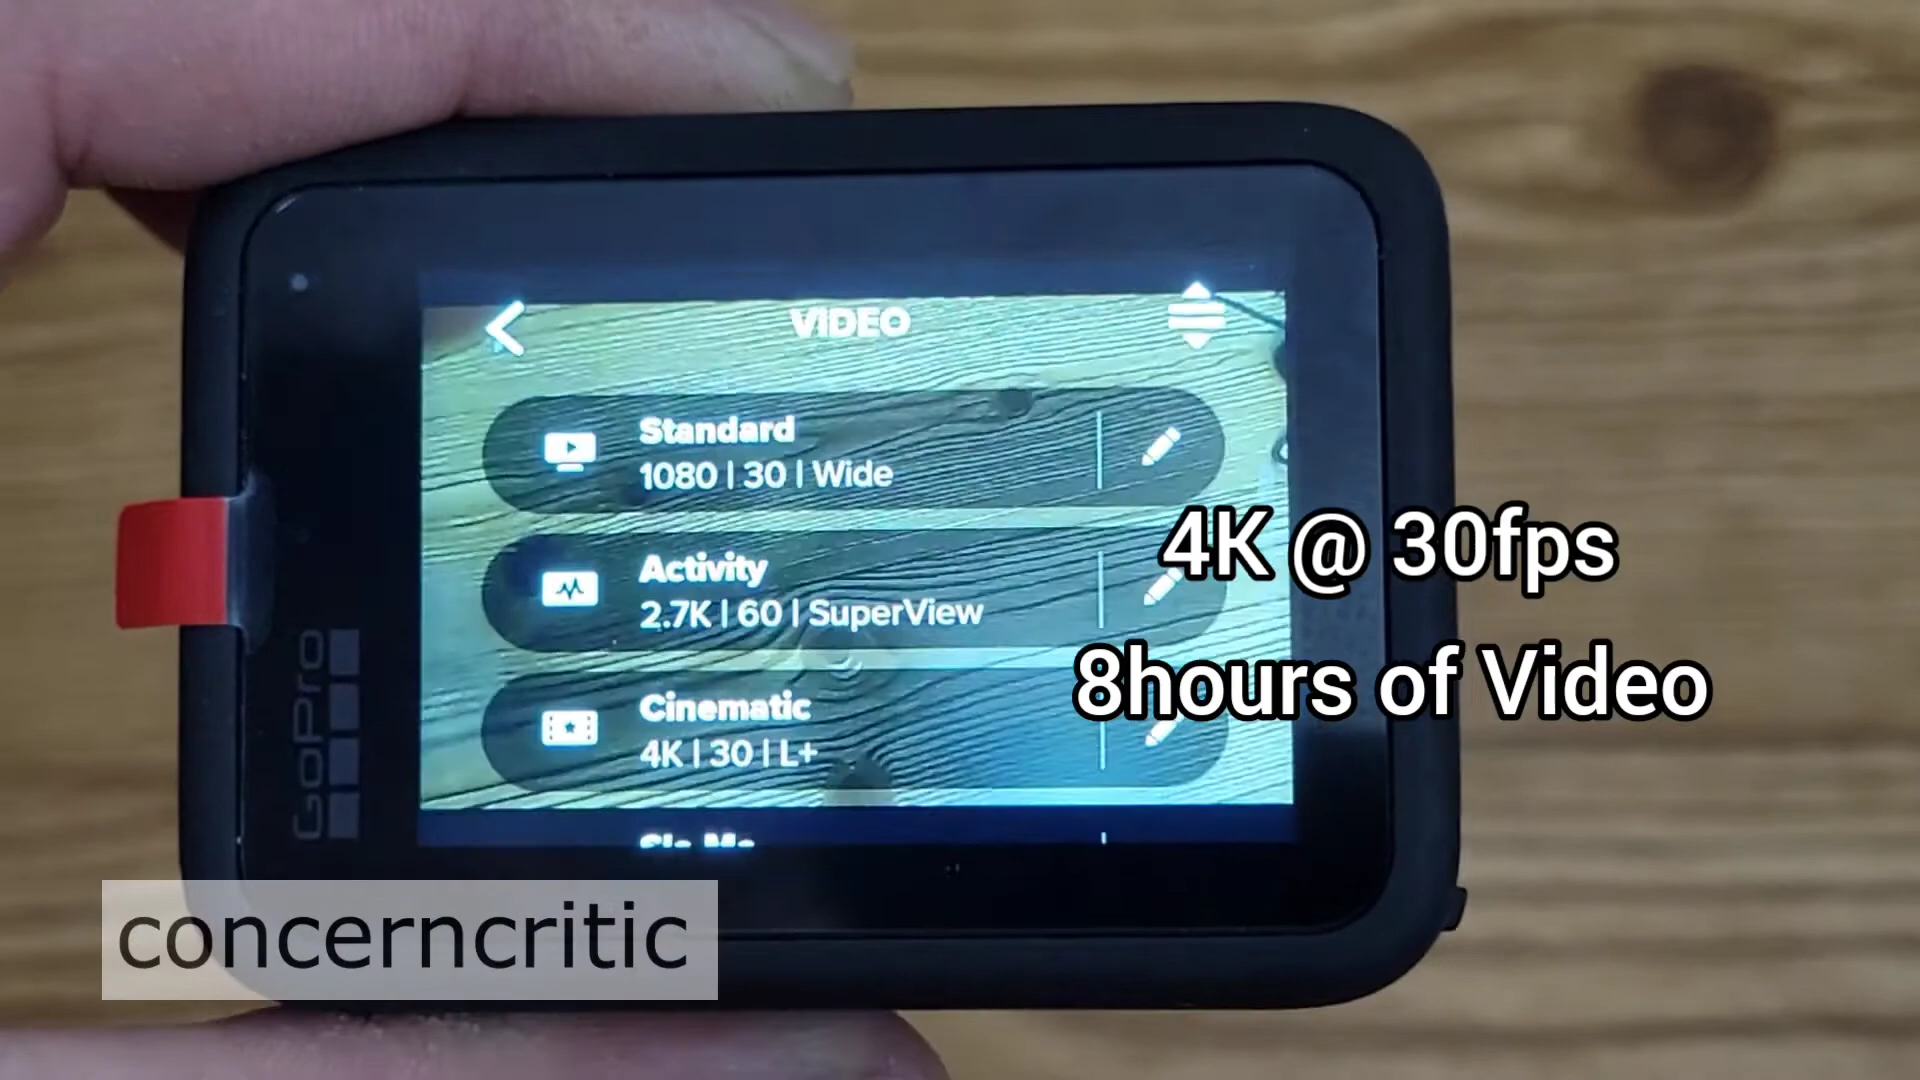 VIDEO
Standard
1080 | 30 | Wide
Activity
2.7K | 60 | SuperView
Cinematic
4K | 30 | L+
4K @ 30fps
8hours of Video
GoPro
concerncritic